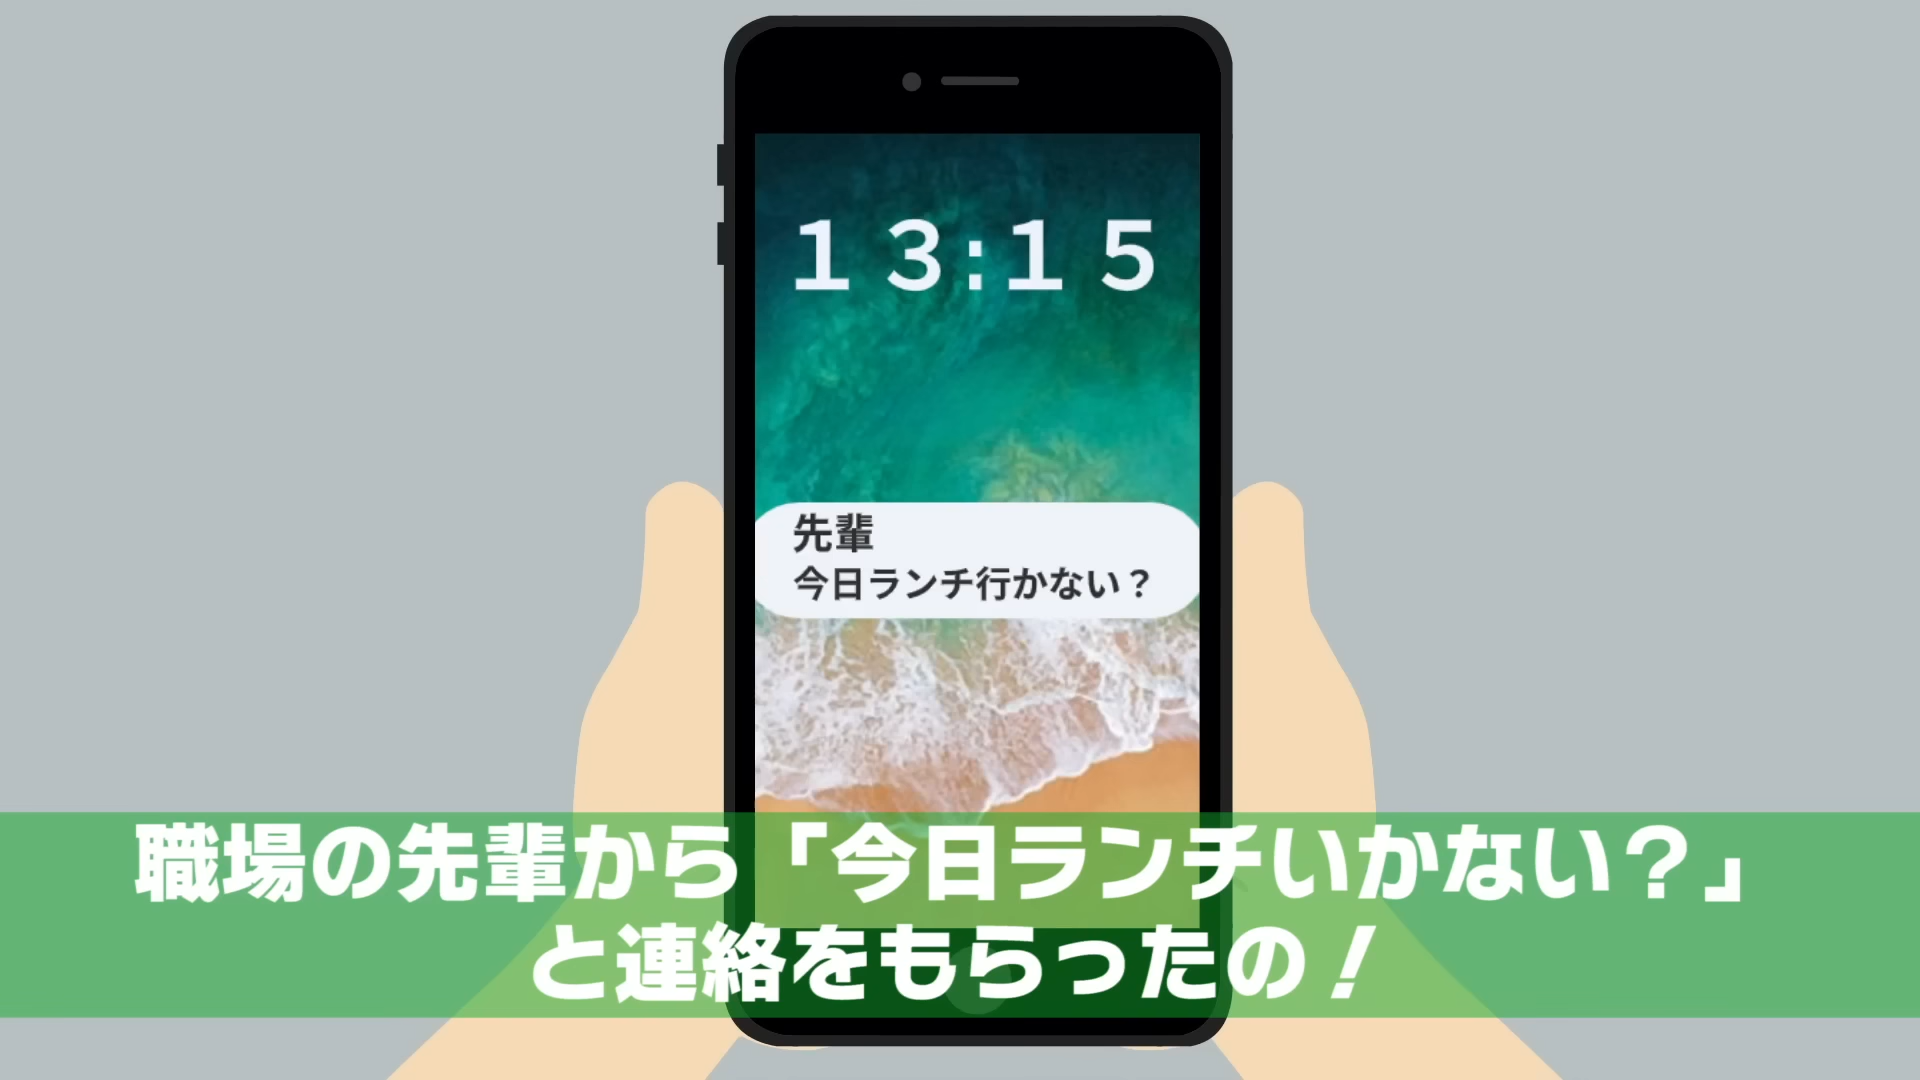 13:15
先輩
今日ランチ行かない？
職場の先輩から「今日ランチいかない？」
と連絡をもらったの！